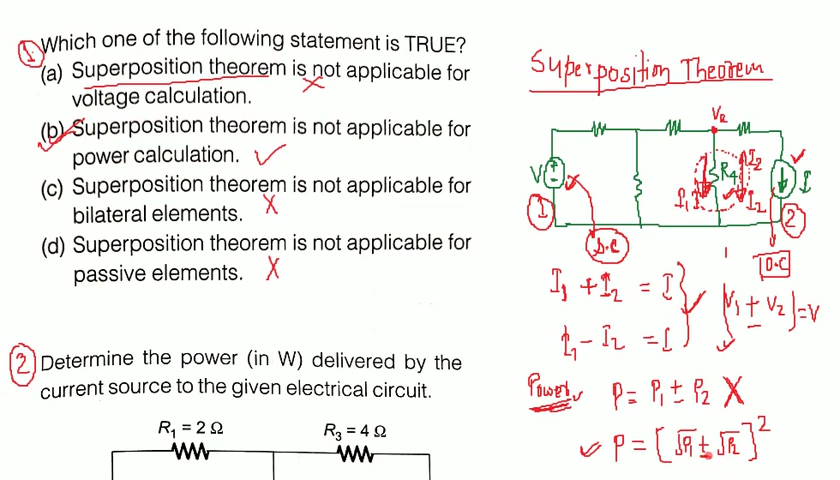 ① Which one of the following statement is TRUE?
(a) Superposition theorem is not applicable for
voltage calculation.
(b) Superposition theorem is not applicable for
power calculation.
(c) Superposition theorem is not applicable for
bilateral elements.
(d) Superposition theorem is not applicable for
passive elements.
② Determine the power (in W) delivered by the
current source to the given electrical circuit.
R₁ = 2 Ω
R₃ = 4 Ω
Superposition Theorem
V
1
R₄
I₁
I₂
I₂
I
2
I₁ + I₂ = I
I₁ - I₂ = I
V₁ ± V₂ = V
Power
P = P₁ ± P₂ X
P = [√P₁ ± √P₂]²